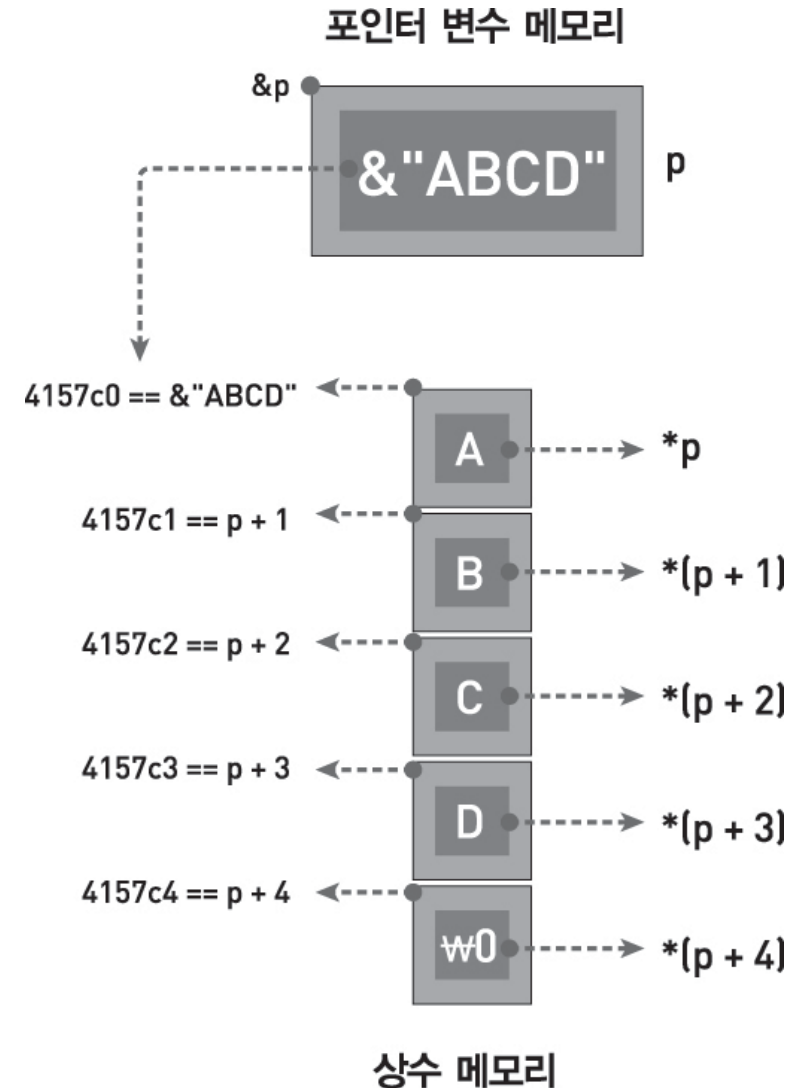 포인터 변수 메모리
&p
&"ABCD"
p
4157c0 == &"ABCD"
A
*p
4157c1 == p + 1
B
*(p + 1)
4157c2 == p + 2
C
*(p + 2)
4157c3 == p + 3
D
*(p + 3)
4157c4 == p + 4
₩0
*(p + 4)
상수 메모리